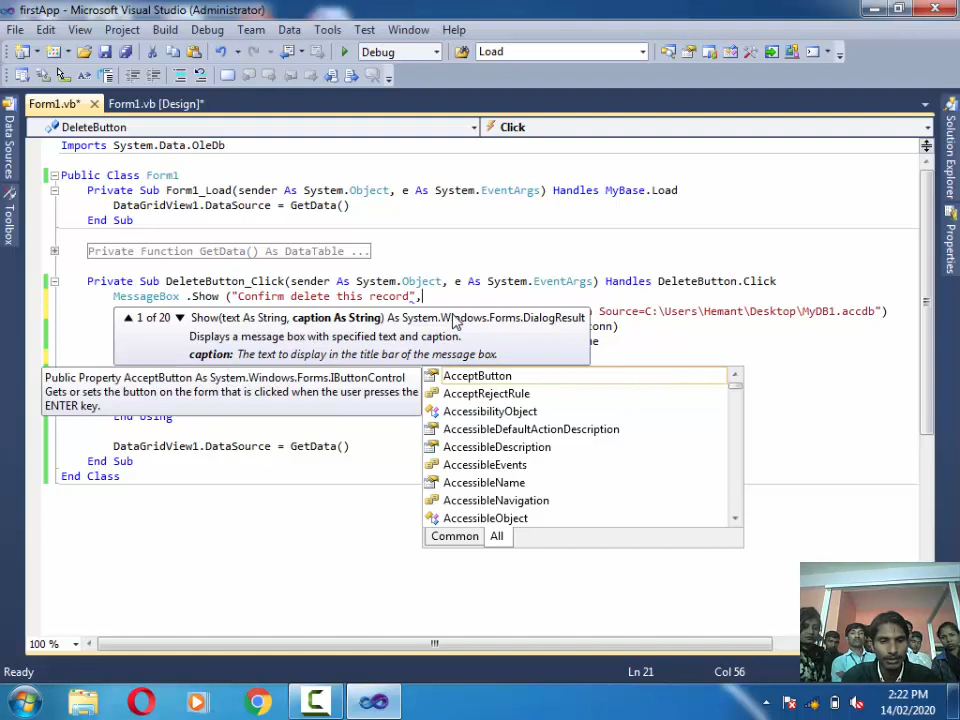 firstApp - Microsoft Visual Studio (Administrator)
File Edit View Project Build Debug Team Data Tools Test Window Help
Debug Load
Form1.vb* Form1.vb [Design]*
DeleteButton Click
Imports System.Data.OleDb
Public Class Form1
Private Sub Form1_Load(sender As System.Object, e As System.EventArgs) Handles MyBase.Load
DataGridView1.DataSource = GetData()
End Sub
Private Function GetData() As DataTable ...
Private Sub DeleteButton_Click(sender As System.Object, e As System.EventArgs) Handles DeleteButton.Click
MessageBox .Show ("Confirm delete this record",
Source=C:\Users\Hemant\Desktop\MyDB1.accdb")
1 of 20 Show(text As String, caption As String) As System.Windows.Forms.DialogResult
Displays a message box with specified text and caption.
caption: The text to display in the title bar of the message box.
Public Property AcceptButton As System.Windows.Forms.IButtonControl
Gets or sets the button on the form that is clicked when the user presses the
ENTER key.
AcceptButton
AcceptRejectRule
AccessibilityObject
AccessibleDefaultActionDescription
AccessibleDescription
AccessibleEvents
AccessibleName
AccessibleNavigation
AccessibleObject
Common All
End Using
DataGridView1.DataSource = GetData()
End Sub
End Class
Data Sources
Toolbox
Solution Explorer
Properties
100 %
Ready Ln 21 Col 56
2:22 PM
14/02/2020